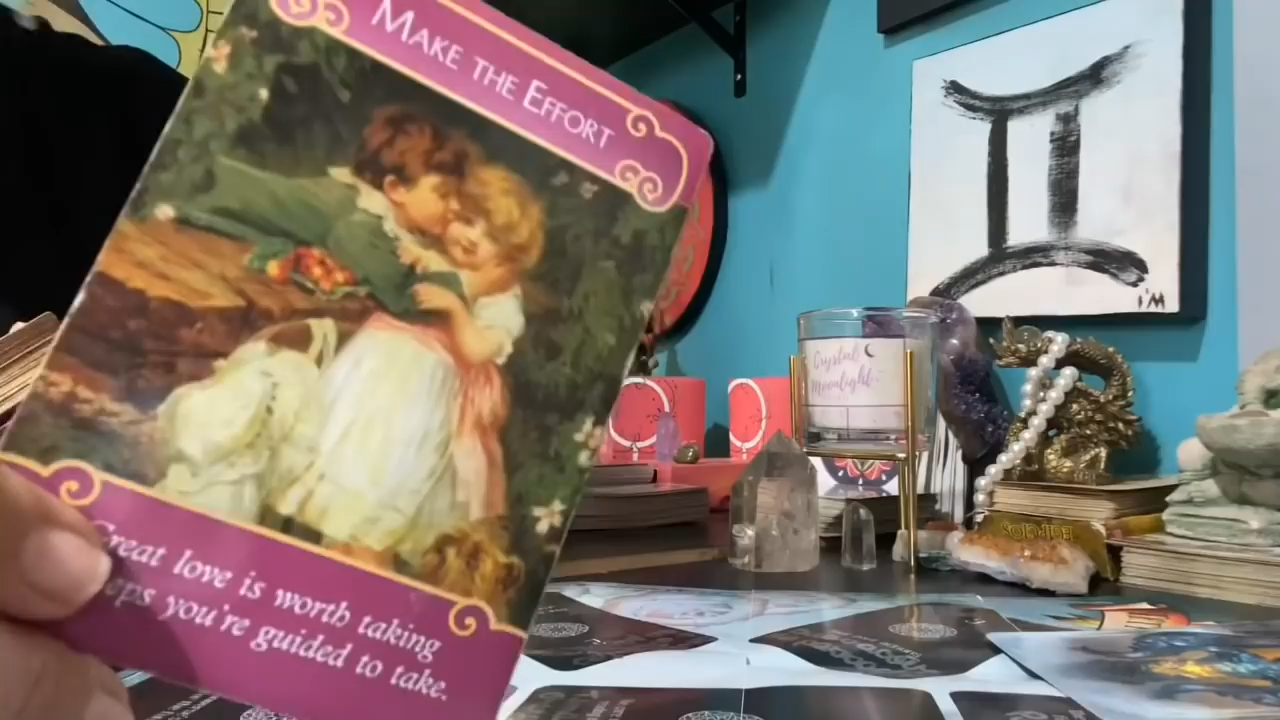 MAKE THE EFFORT
Great love is worth taking
eps you're guided to take.
Crystal
Moonlight
I'M